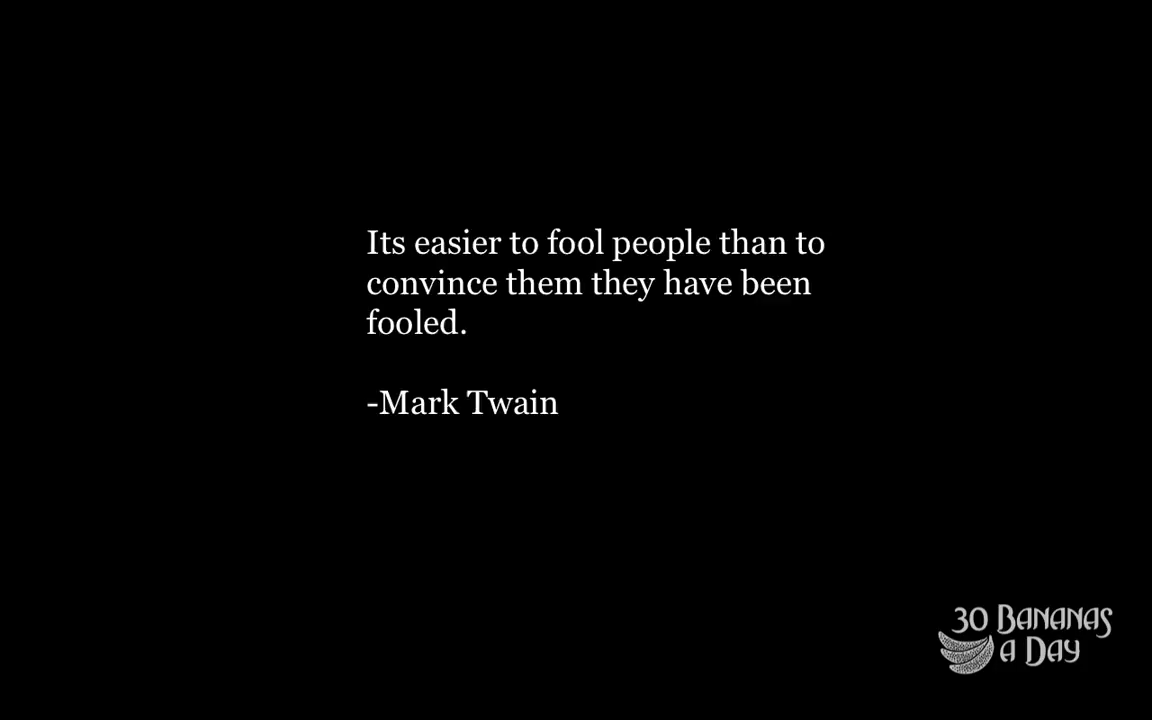 Its easier to fool people than to
convince them they have been
fooled.
-Mark Twain
30 BANANAS
A DAY